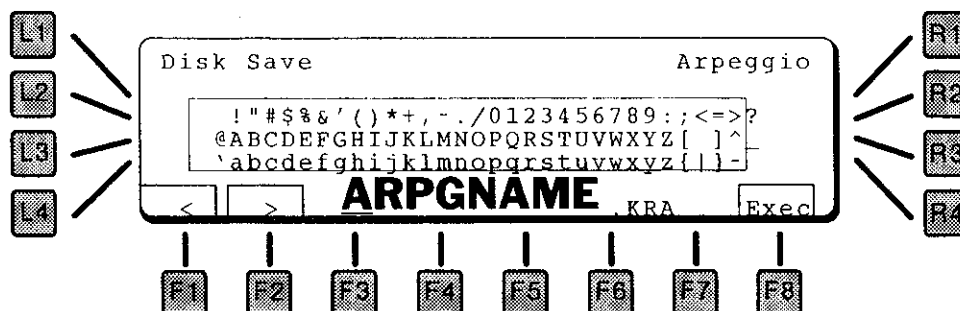 L1 R1
Disk Save Arpeggio
L2 R2
!"#$%&'()*+,-./0123456789:;<=>?
@ABCDEFGHIJKLMNOPQRSTUVWXYZ[ ]^_
L3 R3
`abcdefghijklmnopqrstuvwxyz{|}-
L4 < > ARPGNAME .KRA Exec R4
F1 F2 F3 F4 F5 F6 F7 F8